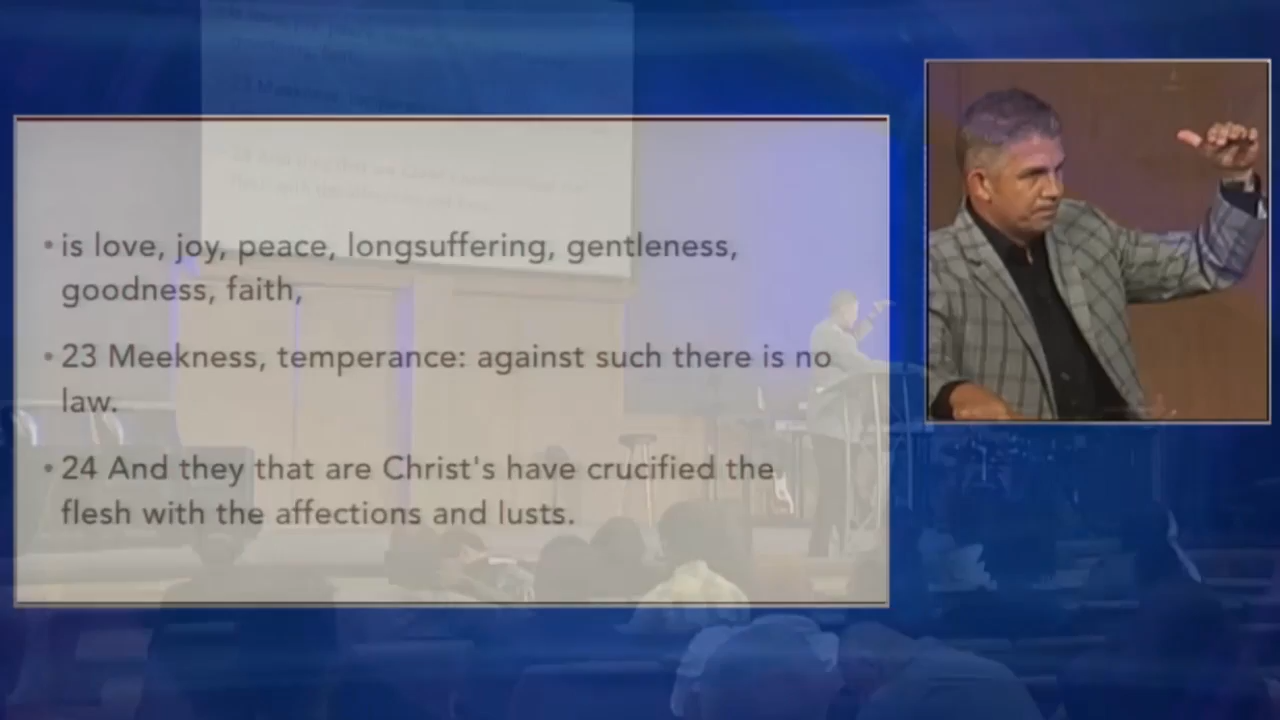 • is love, joy, peace, longsuffering, gentleness,
goodness, faith,
• 23 Meekness, temperance: against such there is no
law.
• 24 And they that are Christ's have crucified the
flesh with the affections and lusts.